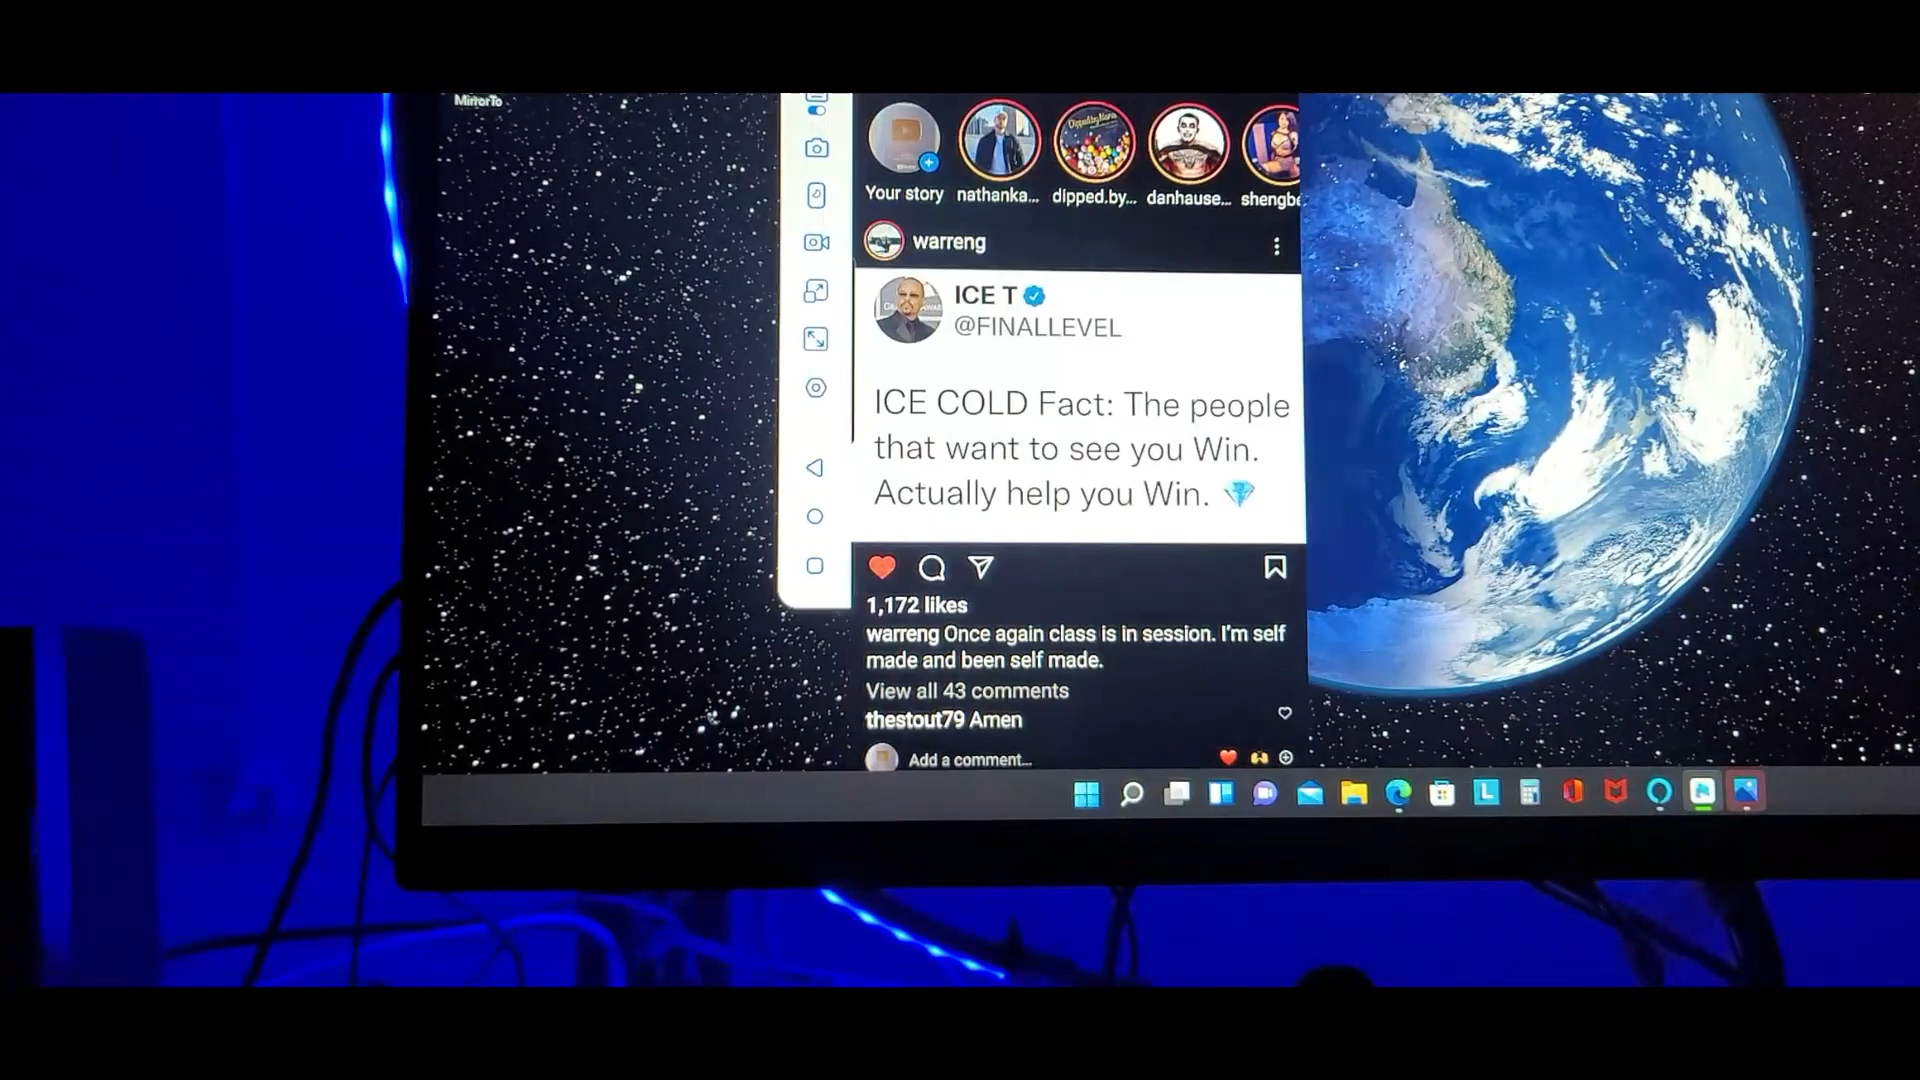 MirrorTo
Your story
nathanka...
dipped.by...
danhause...
shengbe
warreng
ICE T
@FINALLEVEL
ICE COLD Fact: The people
that want to see you Win.
Actually help you Win. 💎
1,172 likes
warreng Once again class is in session. I'm self
made and been self made.
View all 43 comments
thestout79 Amen
Add a comment...